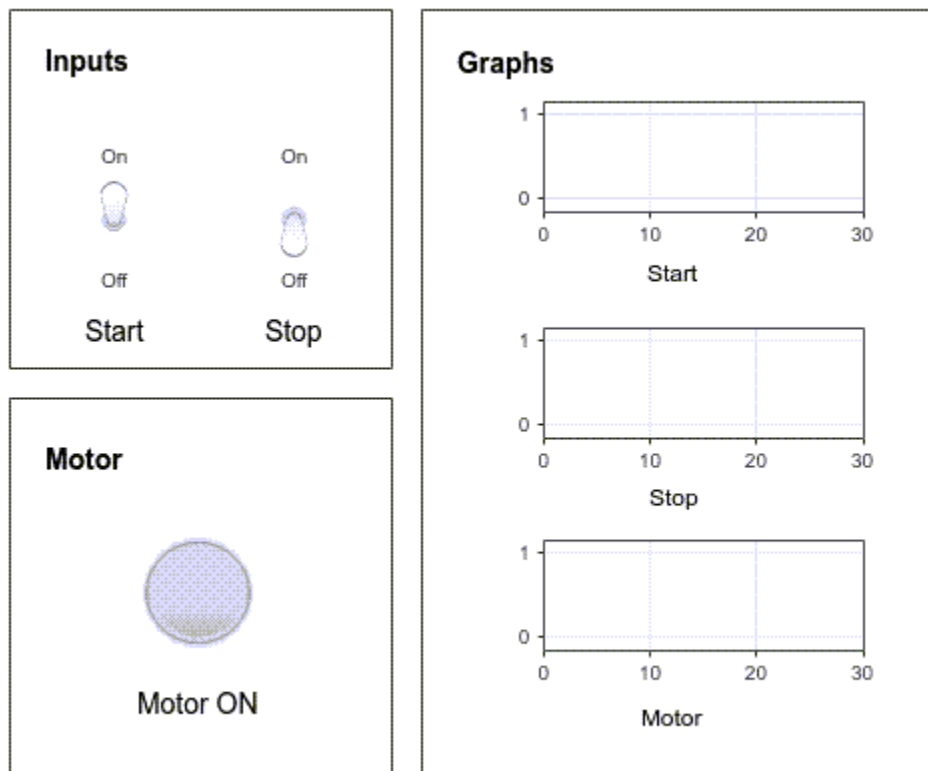 Inputs
On On
Off Off
Start Stop
Motor
Motor ON
Graphs
1
0
0 10 20 30
Start
1
0
0 10 20 30
Stop
1
0
0 10 20 30
Motor